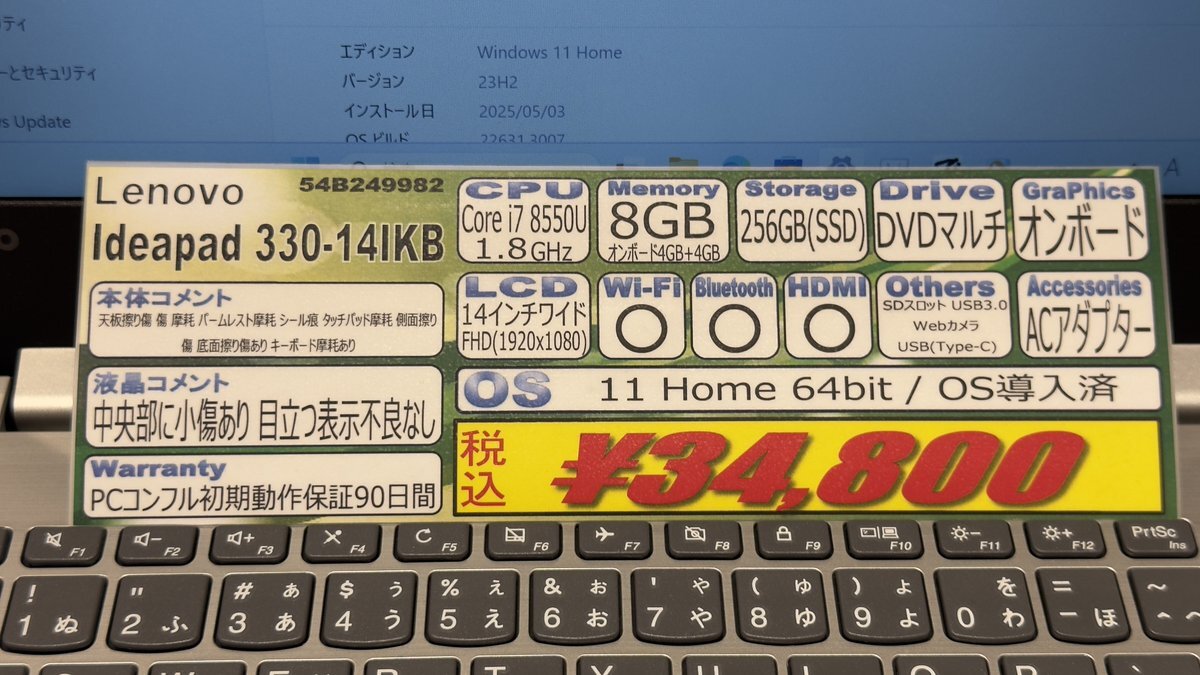 ティ
ーとセキュリティ
s Update
エディション Windows 11 Home
バージョン 23H2
インストール日 2025/05/03
OS ビルド 22631.3007
Lenovo 54B249982
Ideapad 330-14IKB
本体コメント
天板擦り傷 傷 摩耗 パームレスト摩耗 シール痕 タッチパッド摩耗 側面擦り
傷 底面擦り傷あり キーボード摩耗あり
液晶コメント
中央部に小傷あり 目立つ表示不良なし
Warranty
PCコンフル初期動作保証90日間
CPU
Core i7 8550U
1.8GHz
Memory
8GB
オンボード4GB+4GB
Storage
256GB(SSD)
Drive
DVDマルチ
GraPhics
オンボード
LCD
14インチワイド
FHD(1920x1080)
Wi-Fi
○
Bluetooth
○
HDMI
○
Others
SDスロット USB3.0
Webカメラ
USB(Type-C)
Accessories
ACアダプター
OS 11 Home 64bit / OS導入済
税込 ¥34,800
F1 F2 F3 F4 F5 F6 F7 F8 F9 F10 F11 F12 PrtSc Ins
! " # ぁ $ ぅ % ぇ & ぉ ' ゃ ( ゅ ) ょ を = ~
1 ぬ 2 ふ 3 あ 4 う 5 え 6 お 7 や 8 ゆ 9 よ 0 わ - ほ ^ へ